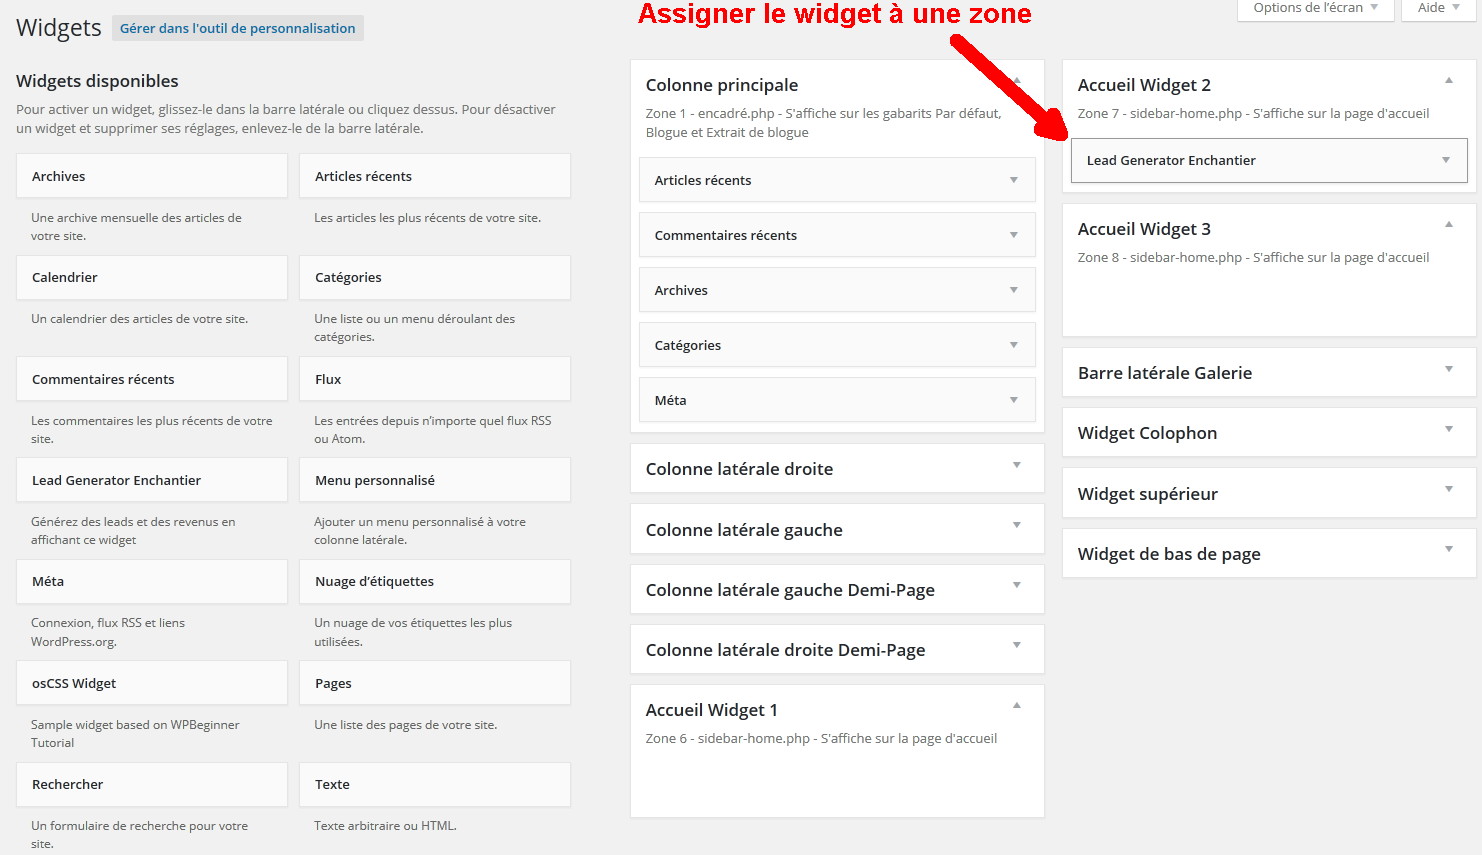 Assigner le widget à une zone
Options de l’écran
Aide
Widgets
Gérer dans l'outil de personnalisation
Widgets disponibles
Pour activer un widget, glissez-le dans la barre latérale ou cliquez dessus. Pour désactiver
un widget et supprimer ses réglages, enlevez-le de la barre latérale.
Archives
Une archive mensuelle des articles de
votre site.
Articles récents
Les articles les plus récents de votre site.
Calendrier
Un calendrier des articles de votre site.
Catégories
Une liste ou un menu déroulant des
catégories.
Commentaires récents
Les commentaires les plus récents de votre
site.
Flux
Les entrées depuis n’importe quel flux RSS
ou Atom.
Lead Generator Enchantier
Générez des leads et des revenus en
affichant ce widget
Menu personnalisé
Ajouter un menu personnalisé à votre
colonne latérale.
Méta
Connexion, flux RSS et liens
WordPress.org.
Nuage d’étiquettes
Un nuage de vos étiquettes les plus
utilisées.
osCSS Widget
Sample widget based on WPBeginner
Tutorial
Pages
Une liste des pages de votre site.
Rechercher
Un formulaire de recherche pour votre
site.
Texte
Texte arbitraire ou HTML.
Colonne principale
Zone 1 - encadré.php - S'affiche sur les gabarits Par défaut,
Blogue et Extrait de blogue
Articles récents
Commentaires récents
Archives
Catégories
Méta
Colonne latérale droite
Colonne latérale gauche
Colonne latérale gauche Demi-Page
Colonne latérale droite Demi-Page
Accueil Widget 1
Zone 6 - sidebar-home.php - S'affiche sur la page d'accueil
Accueil Widget 2
Zone 7 - sidebar-home.php - S'affiche sur la page d'accueil
Lead Generator Enchantier
Accueil Widget 3
Zone 8 - sidebar-home.php - S'affiche sur la page d'accueil
Barre latérale Galerie
Widget Colophon
Widget supérieur
Widget de bas de page